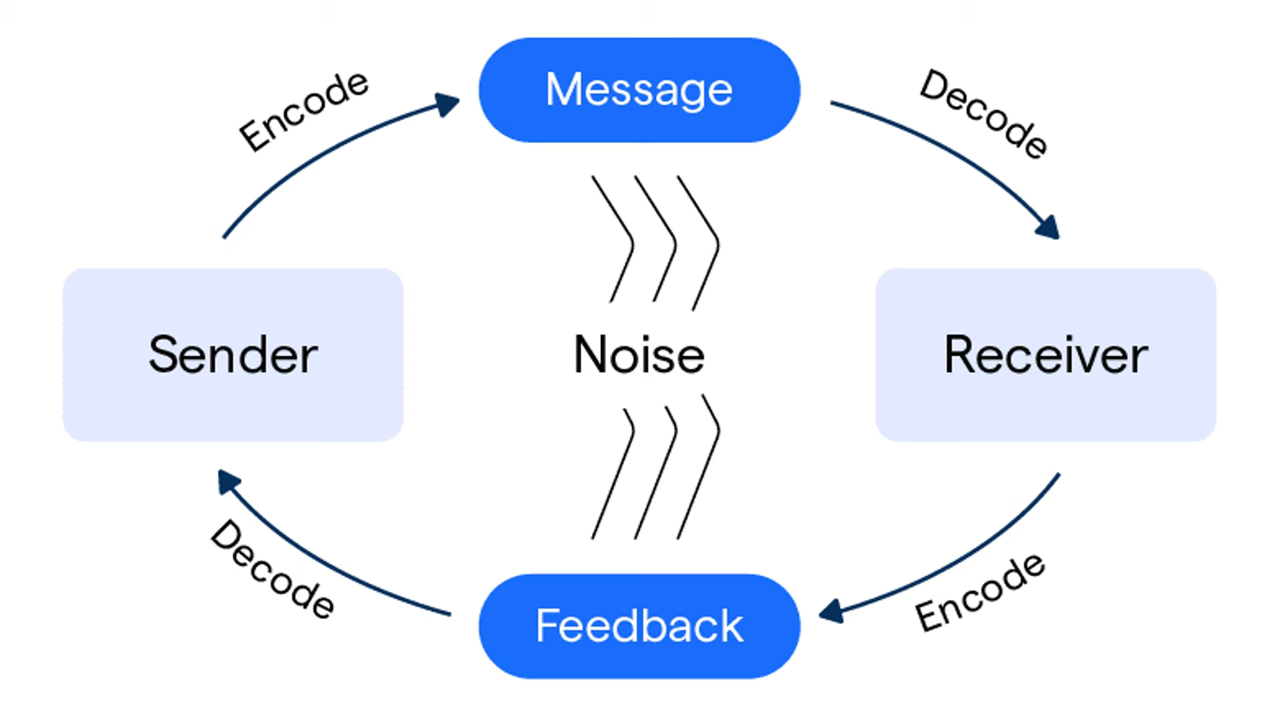 Message
Encode
Decode
Sender
Noise
Receiver
Decode
Encode
Feedback